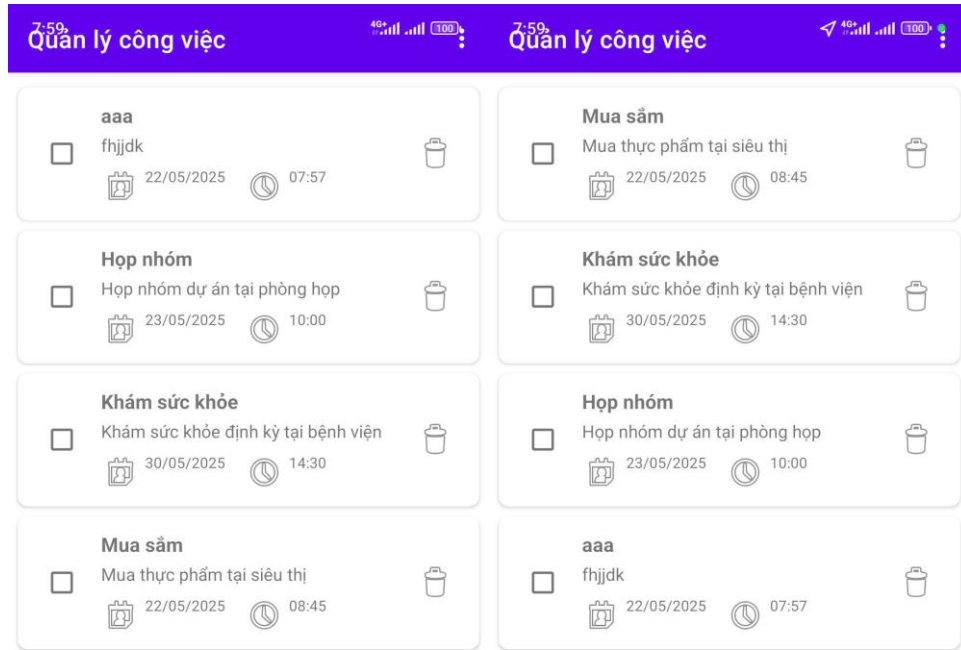 7:59
4G+
100
Quản lý công việc
aaa
fhjjdk
22/05/2025 07:57
Họp nhóm
Họp nhóm dự án tại phòng họp
23/05/2025 10:00
Khám sức khỏe
Khám sức khỏe định kỳ tại bệnh viện
30/05/2025 14:30
Mua sắm
Mua thực phẩm tại siêu thị
22/05/2025 08:45
7:59
4G+
100
Quản lý công việc
Mua sắm
Mua thực phẩm tại siêu thị
22/05/2025 08:45
Khám sức khỏe
Khám sức khỏe định kỳ tại bệnh viện
30/05/2025 14:30
Họp nhóm
Họp nhóm dự án tại phòng họp
23/05/2025 10:00
aaa
fhjjdk
22/05/2025 07:57